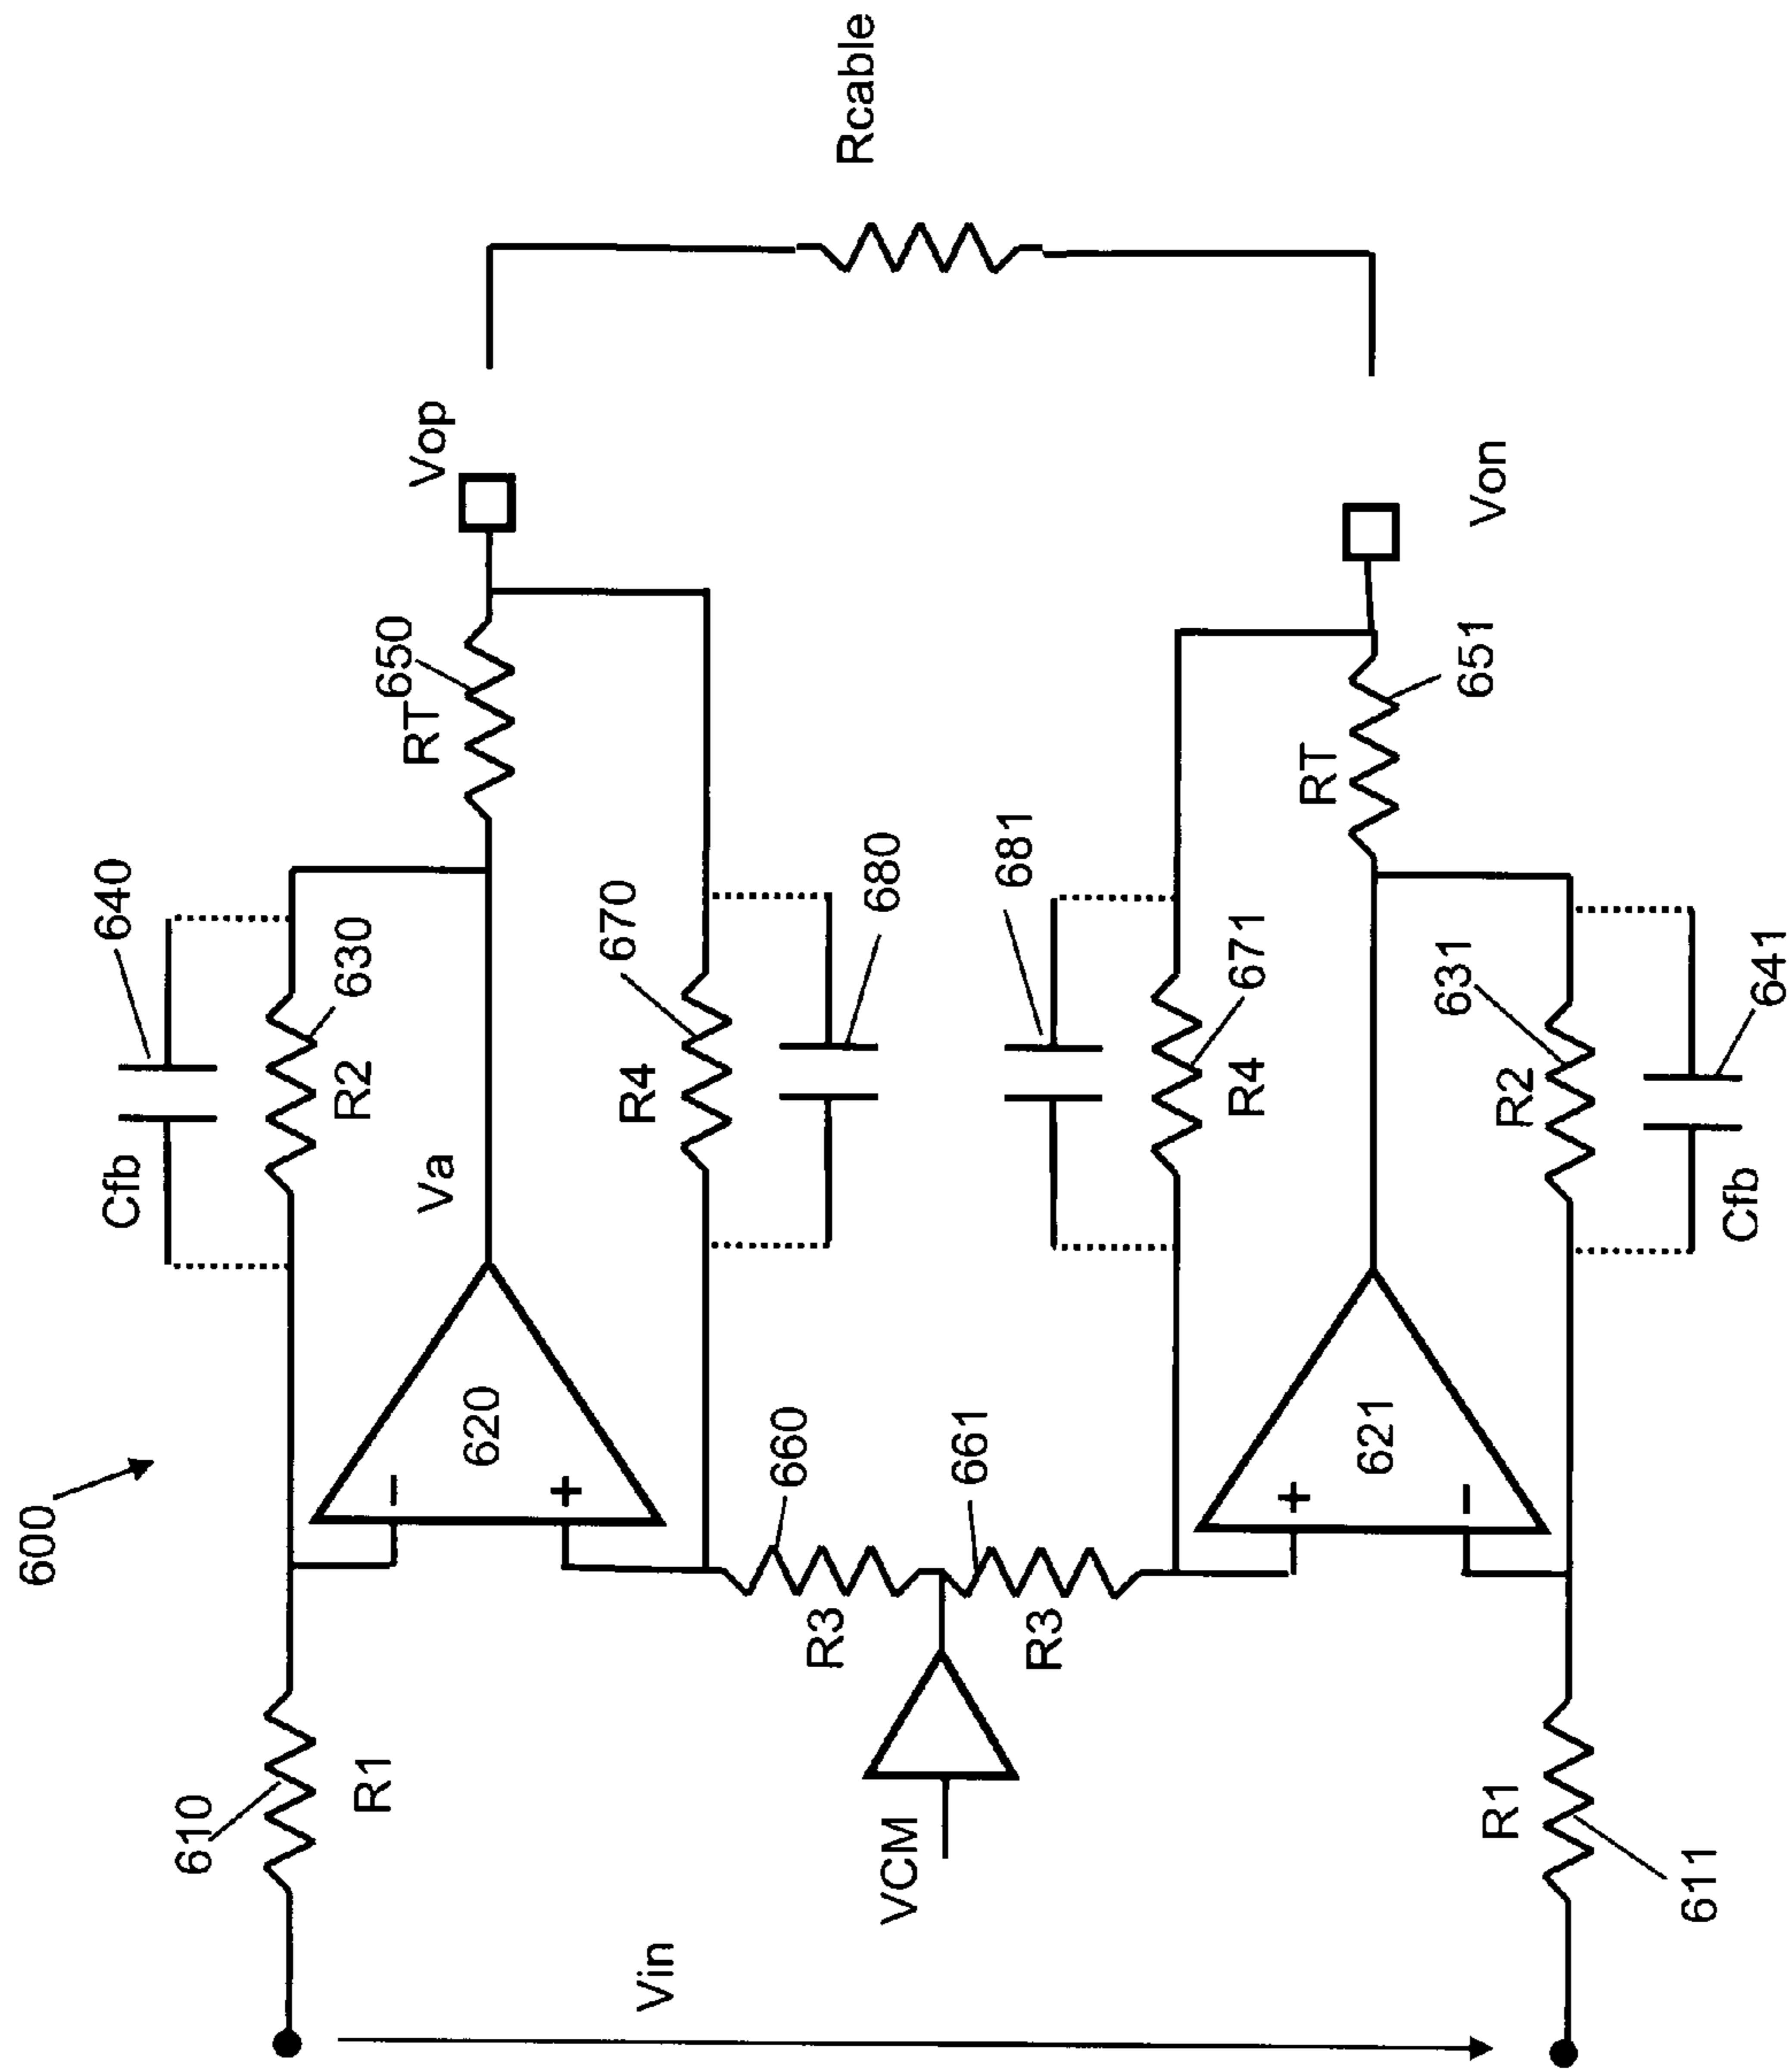 600
640
Cfb
R2
630
Va
RT
650
Vop
610
R1
620
-
+
R4
670
680
660
R3
Vin
VCM
661
R3
681
R4
671
Rcable
621
+
-
RT
651
Von
R1
611
R2
631
Cfb
641